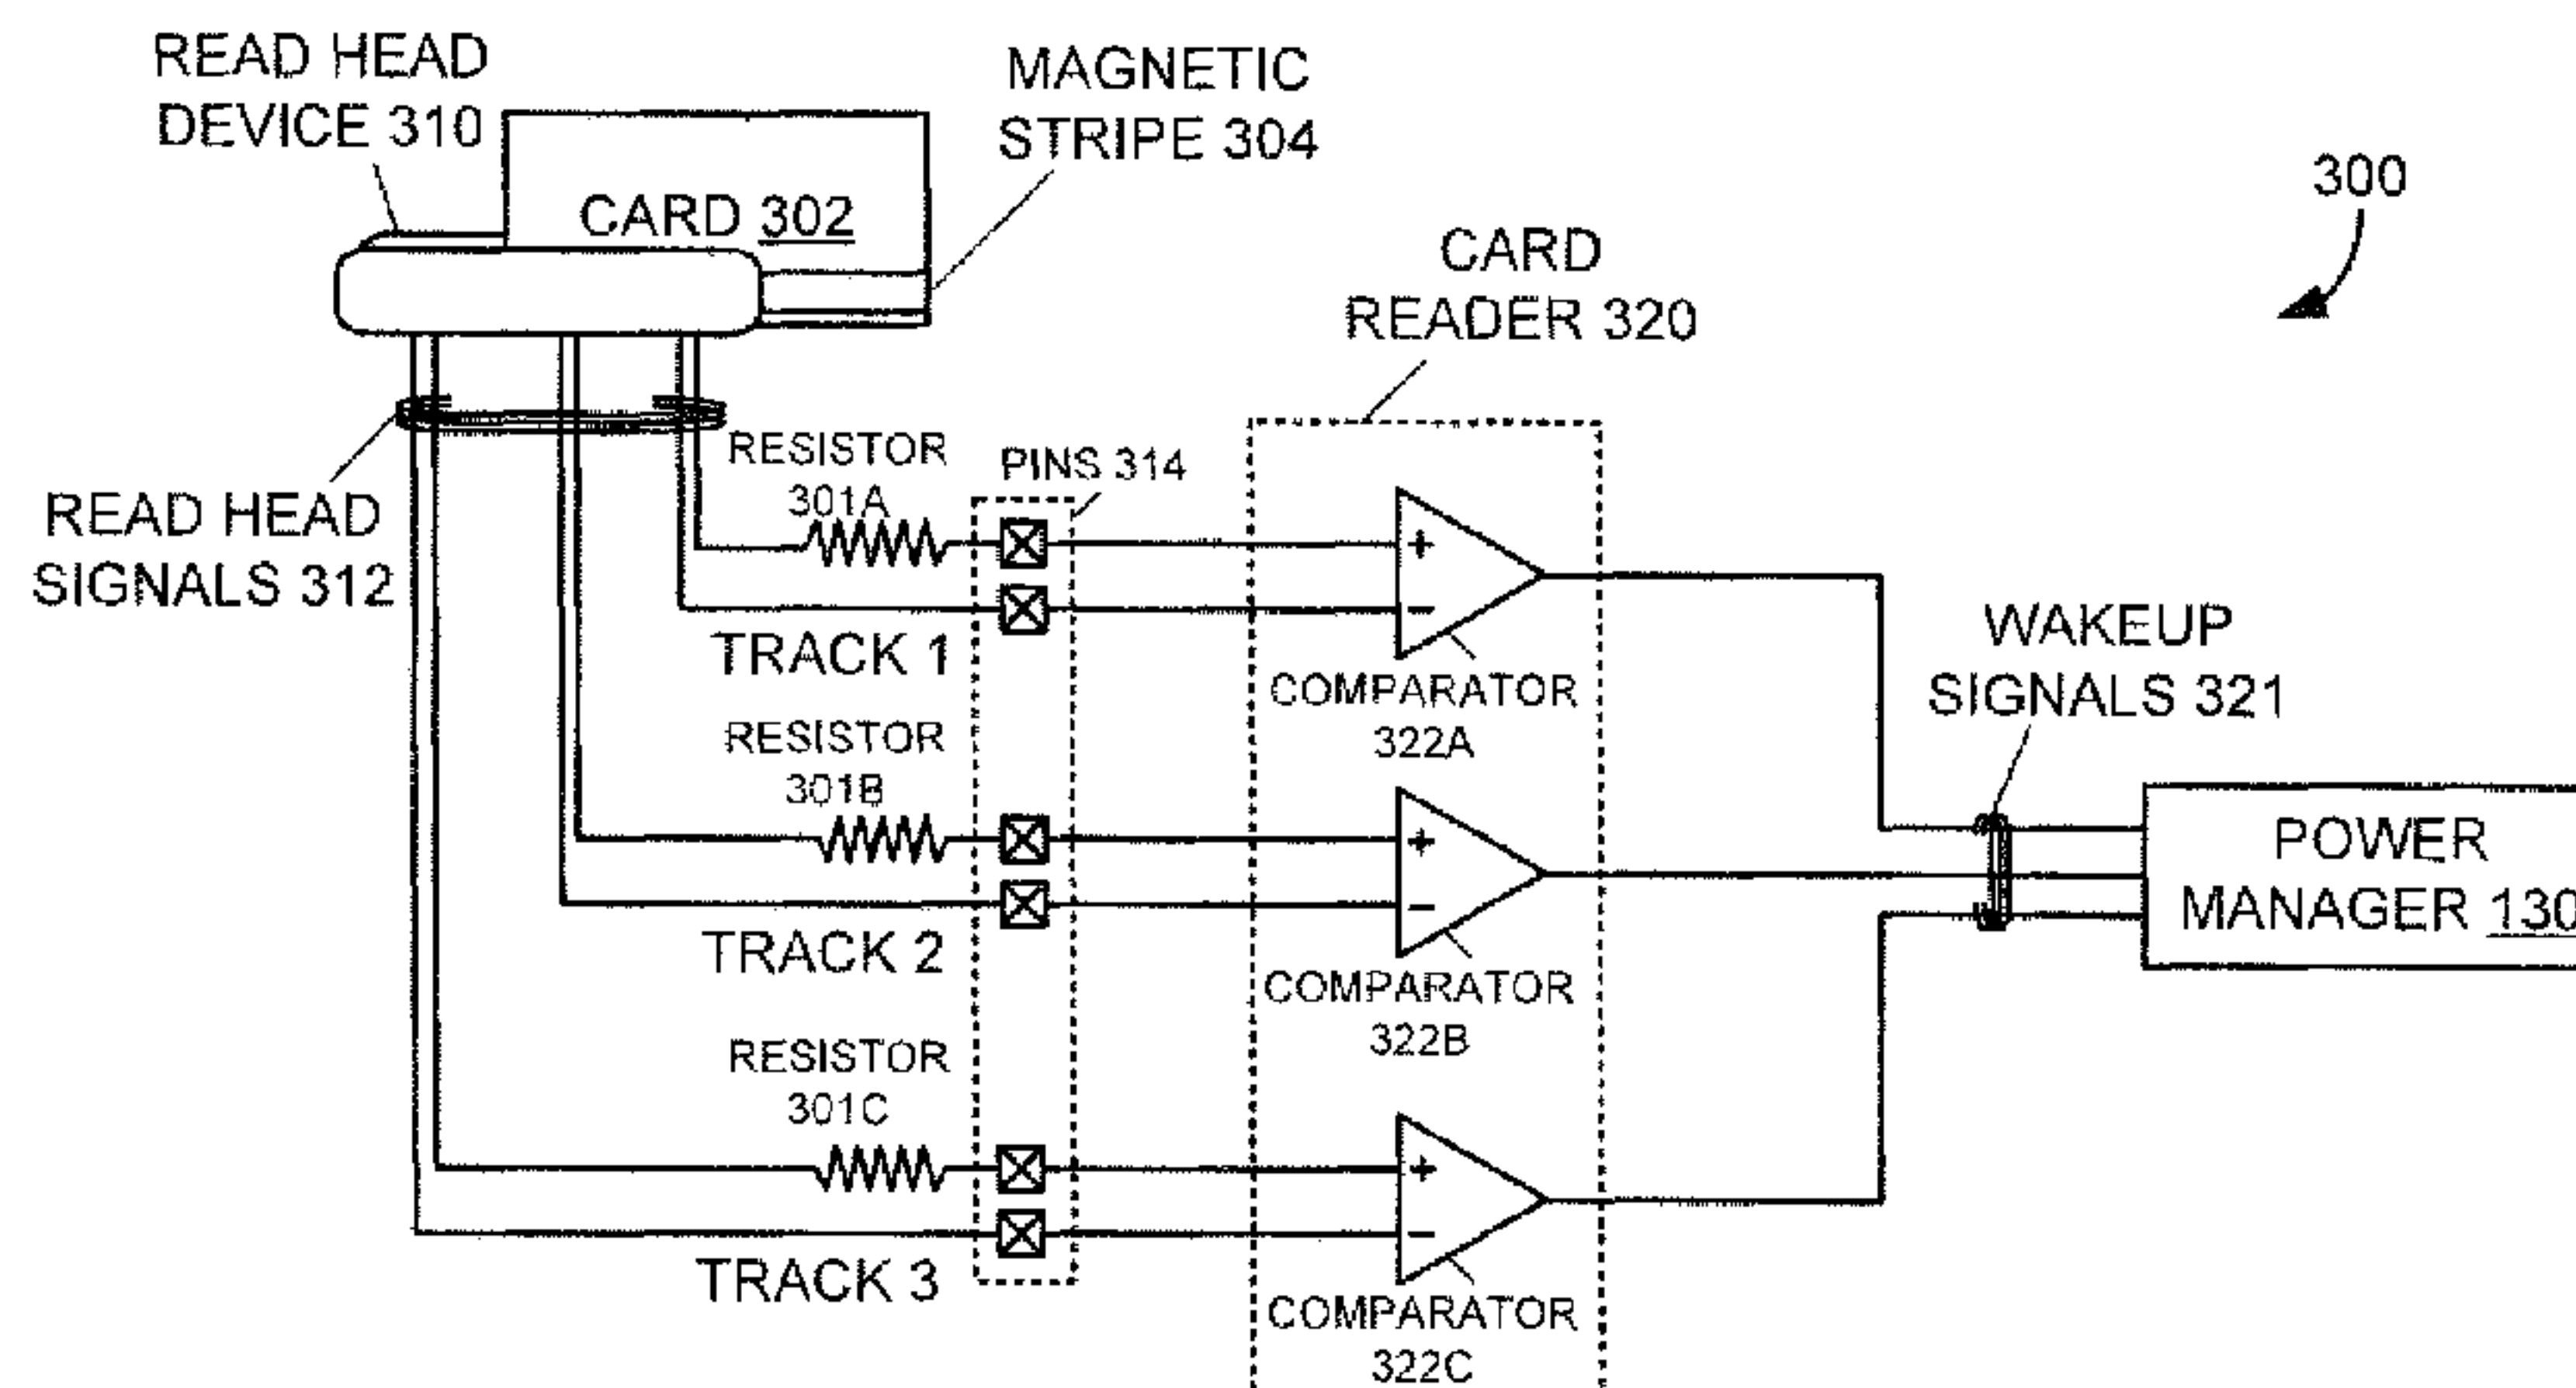 READ HEAD
DEVICE 310
MAGNETIC
STRIPE 304
CARD 302
300
CARD
READER 320
READ HEAD
SIGNALS 312
RESISTOR
301A
PINS 314
+
−
TRACK 1
COMPARATOR
322A
WAKEUP
SIGNALS 321
RESISTOR
301B
+
−
TRACK 2
COMPARATOR
322B
POWER
MANAGER 130
RESISTOR
301C
+
−
TRACK 3
COMPARATOR
322C